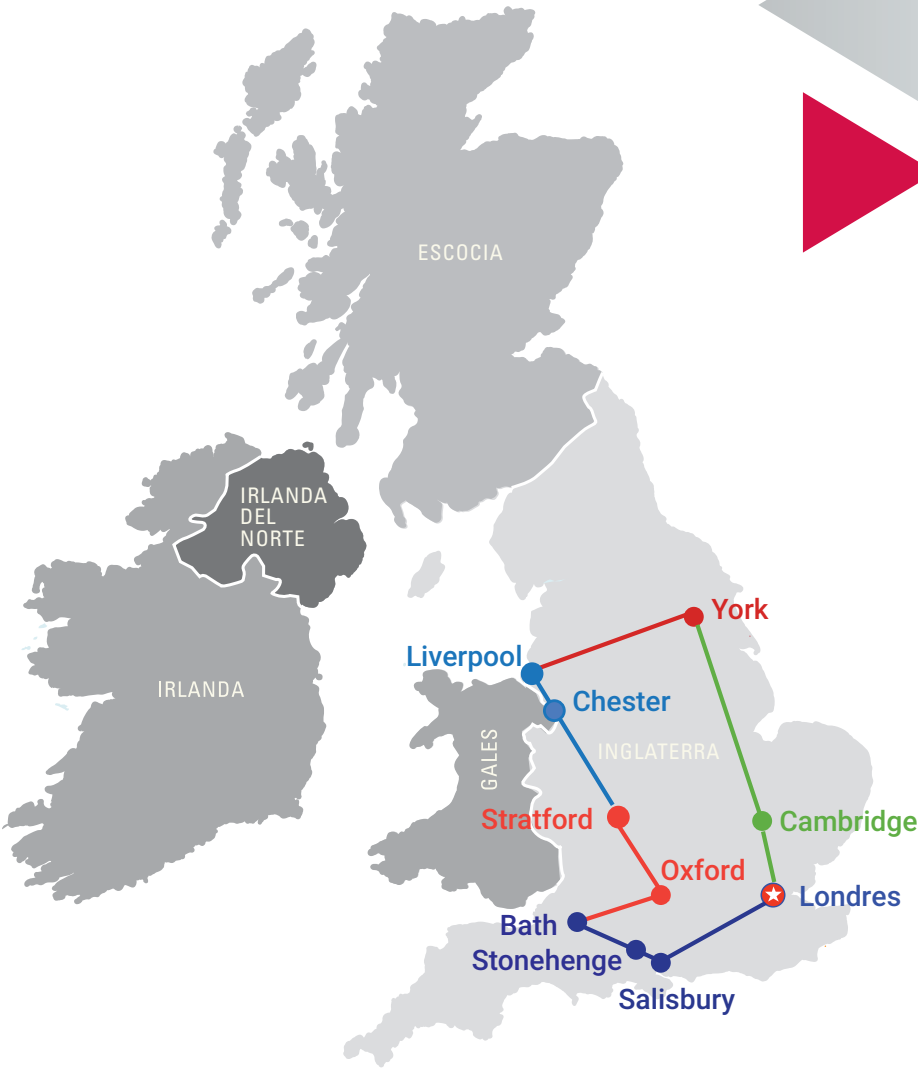 ESCOCIA
IRLANDA
DEL
NORTE
York
Liverpool
IRLANDA
Chester
GALES
INGLATERRA
Stratford
Cambridge
Oxford
Londres
Bath
Stonehenge
Salisbury